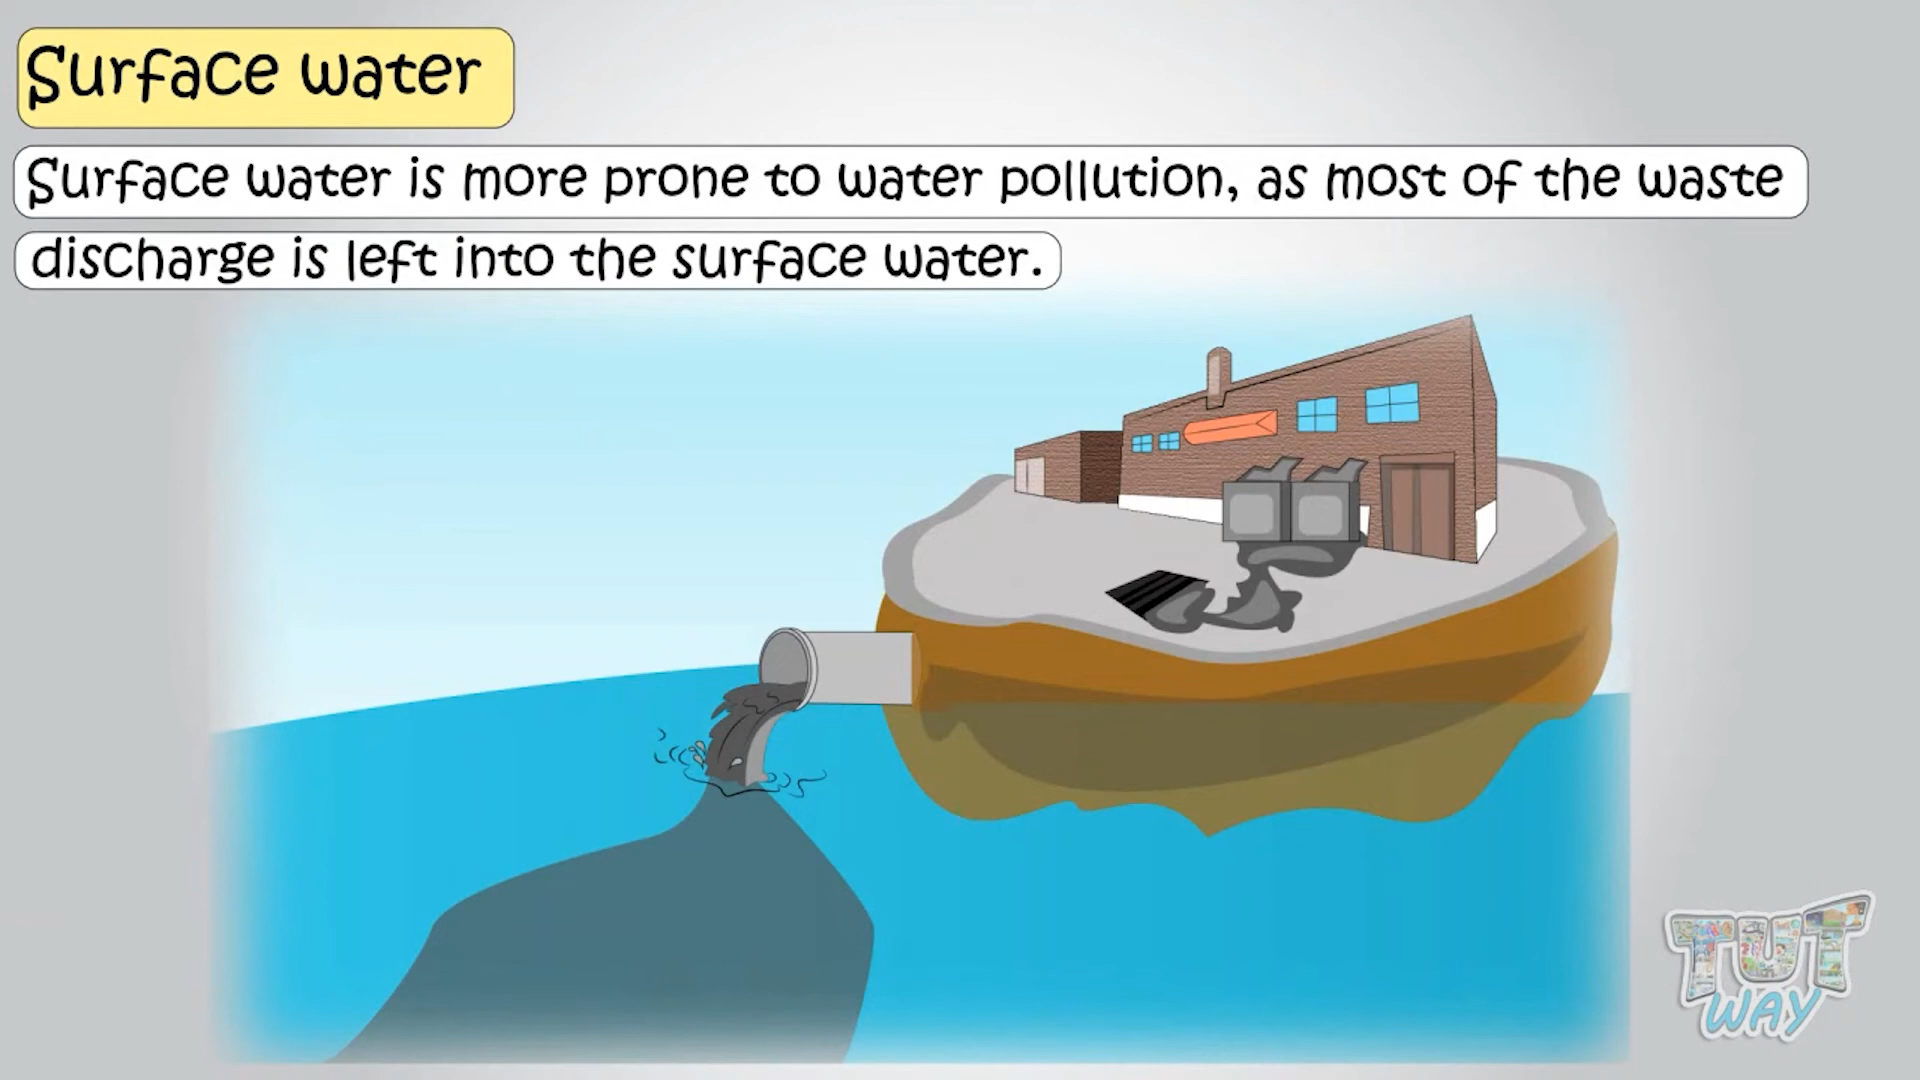 Surface water
Surface water is more prone to water pollution, as most of the waste
discharge is left into the surface water.
TUT
WAY